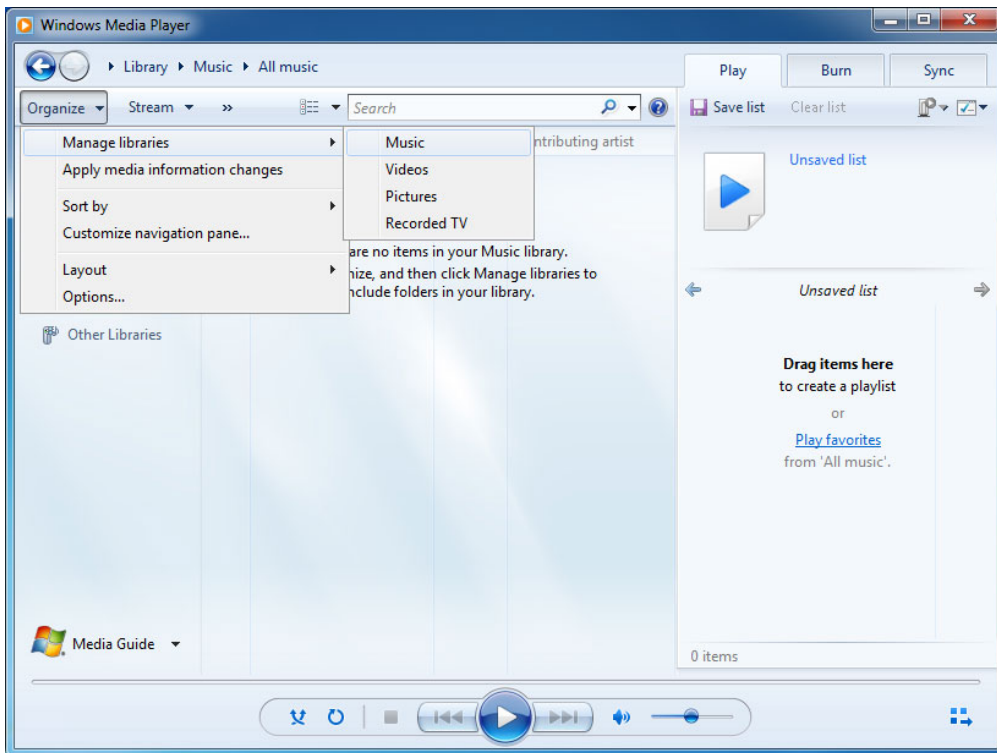 Windows Media Player
Library Music All music
Play Burn Sync
Organize Stream » Search
Save list Clear list
Manage libraries
Apply media information changes
Sort by
Customize navigation pane...
Layout
Options...
Music
Videos
Pictures
Recorded TV
ntributing artist
are no items in your Music library.
nize, and then click Manage libraries to
nclude folders in your library.
Other Libraries
Unsaved list
Unsaved list
Drag items here
to create a playlist
or
Play favorites
from 'All music'.
Media Guide
0 items